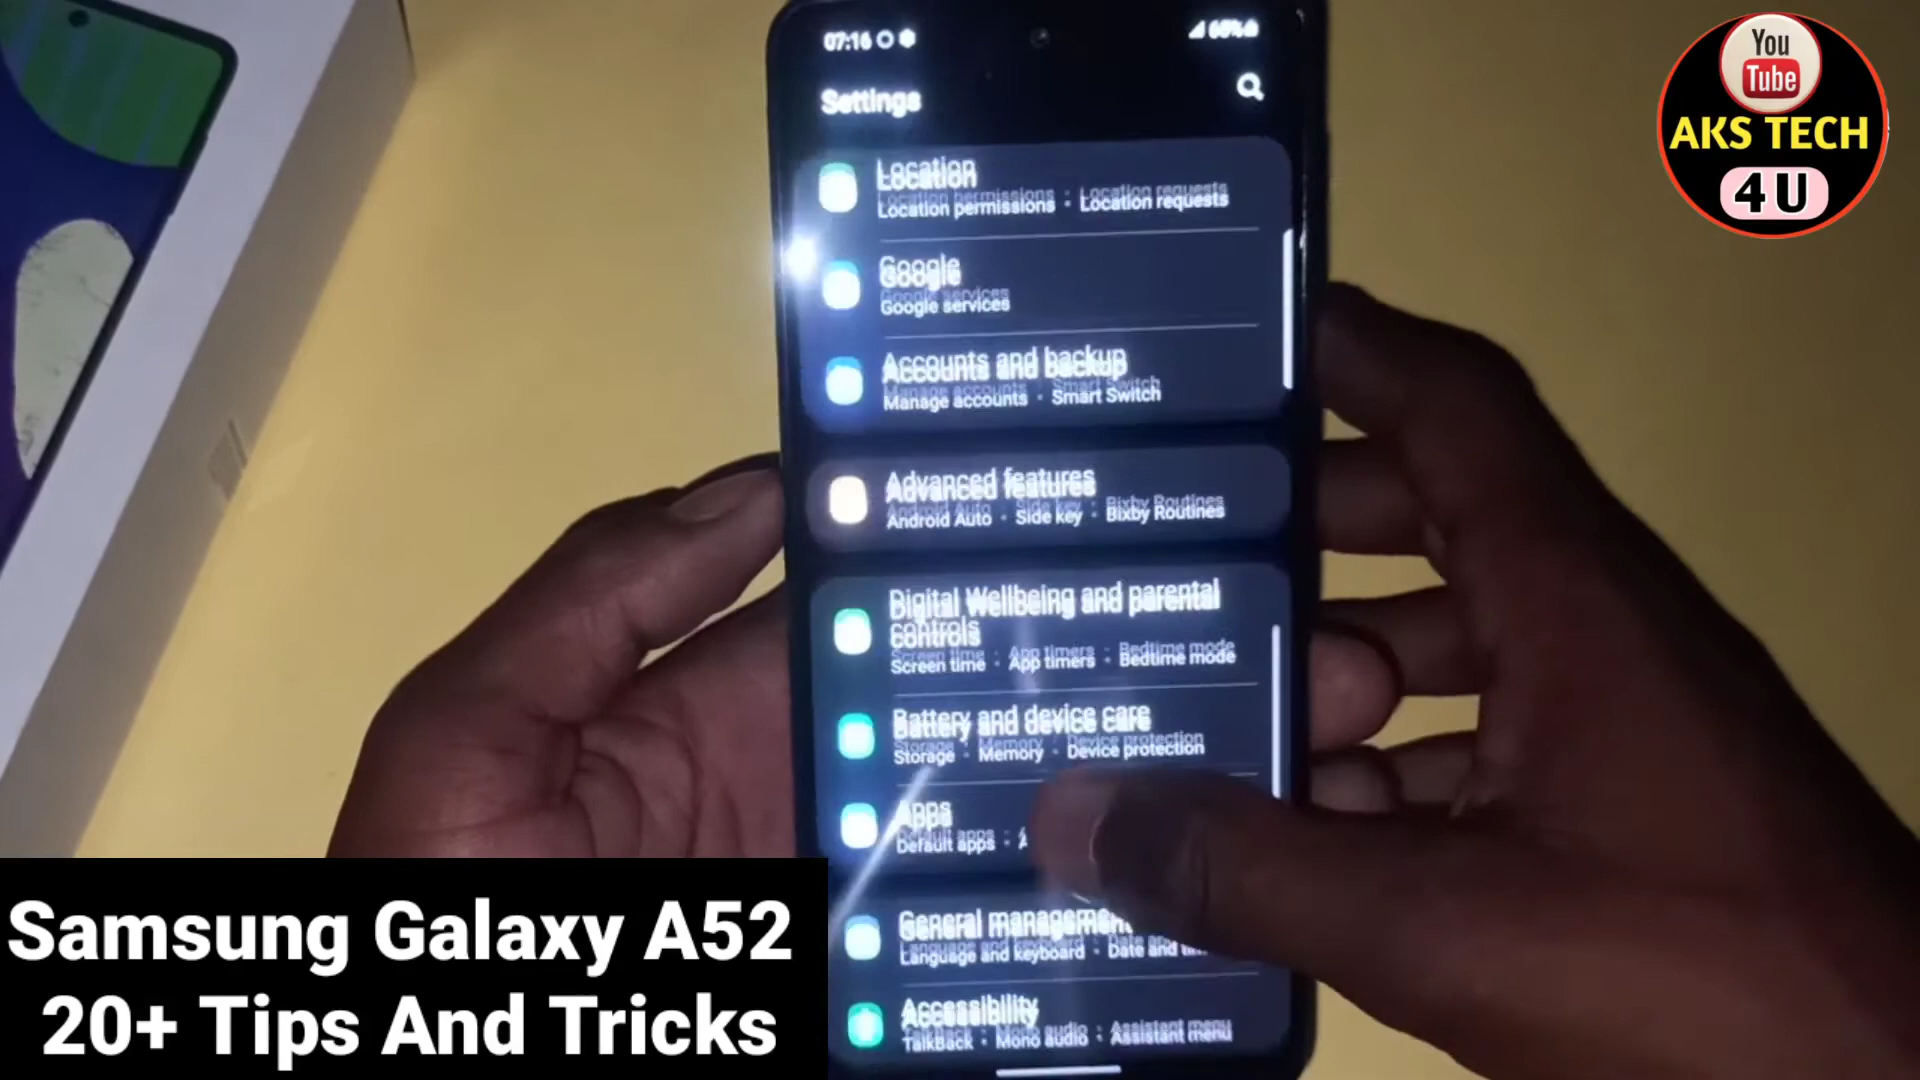 07:16
Settings
Location
Location permissions • Location requests
Google
Google services
Accounts and backup
Manage accounts • Smart Switch
Advanced features
Android Auto • Side key • Bixby Routines
Digital Wellbeing and parental
controls
Screen time • App timers • Bedtime mode
Battery and device care
Storage • Memory • Device protection
Apps
Default apps •
General management
Language and keyboard • Date and
Accessibility
TalkBack • Mono audio • Assistant menu
You
Tube
AKS TECH
4 U
Samsung Galaxy A52
20+ Tips And Tricks